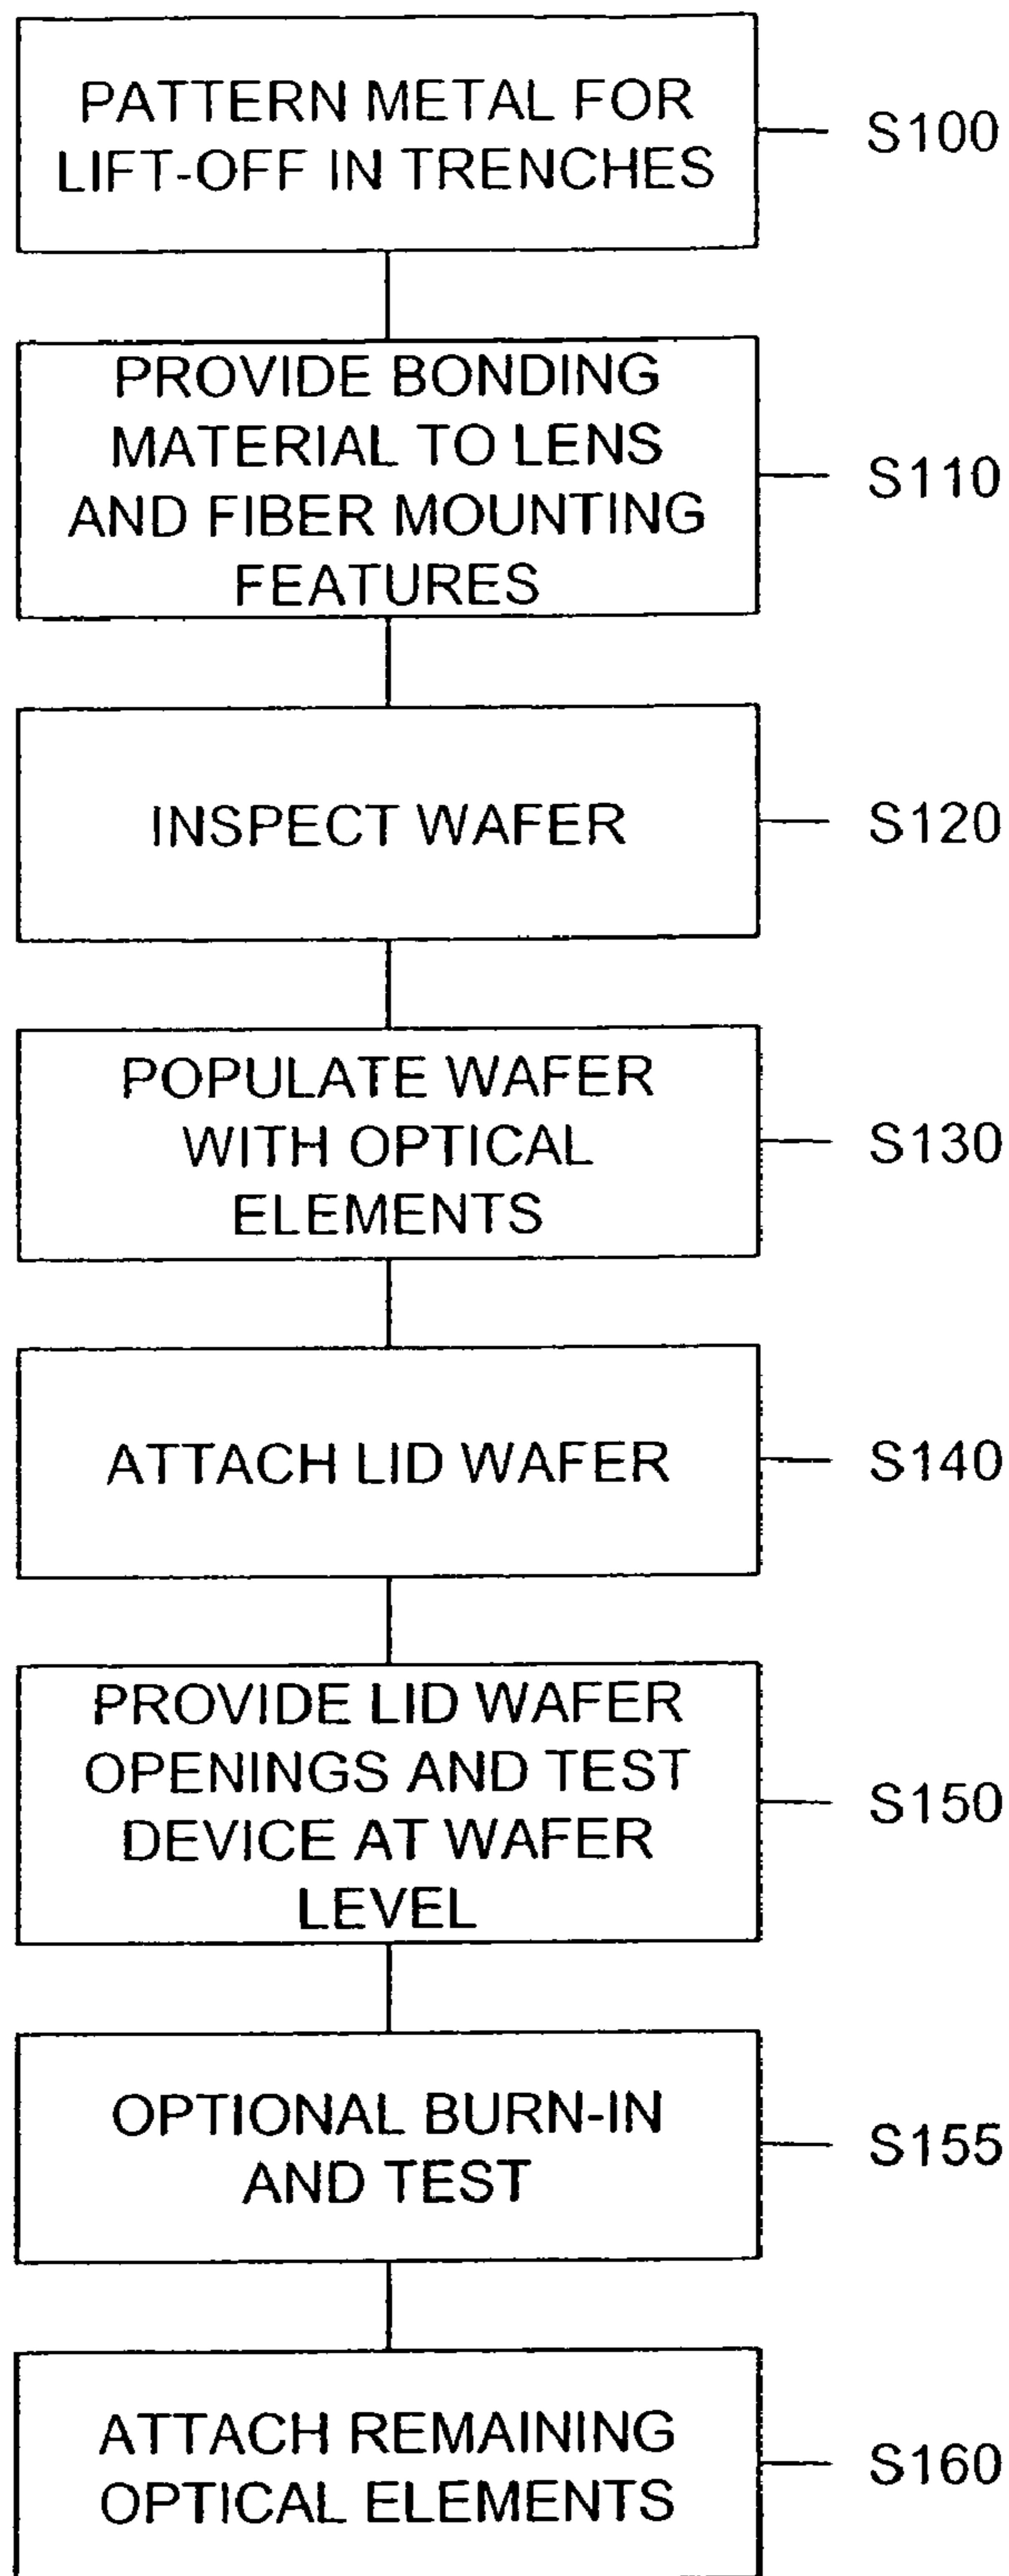 PATTERN METAL FOR
LIFT-OFF IN TRENCHES
S100
PROVIDE BONDING
MATERIAL TO LENS
AND FIBER MOUNTING
FEATURES
S110
INSPECT WAFER
S120
POPULATE WAFER
WITH OPTICAL
ELEMENTS
S130
ATTACH LID WAFER
S140
PROVIDE LID WAFER
OPENINGS AND TEST
DEVICE AT WAFER
LEVEL
S150
OPTIONAL BURN-IN
AND TEST
S155
ATTACH REMAINING
OPTICAL ELEMENTS
S160